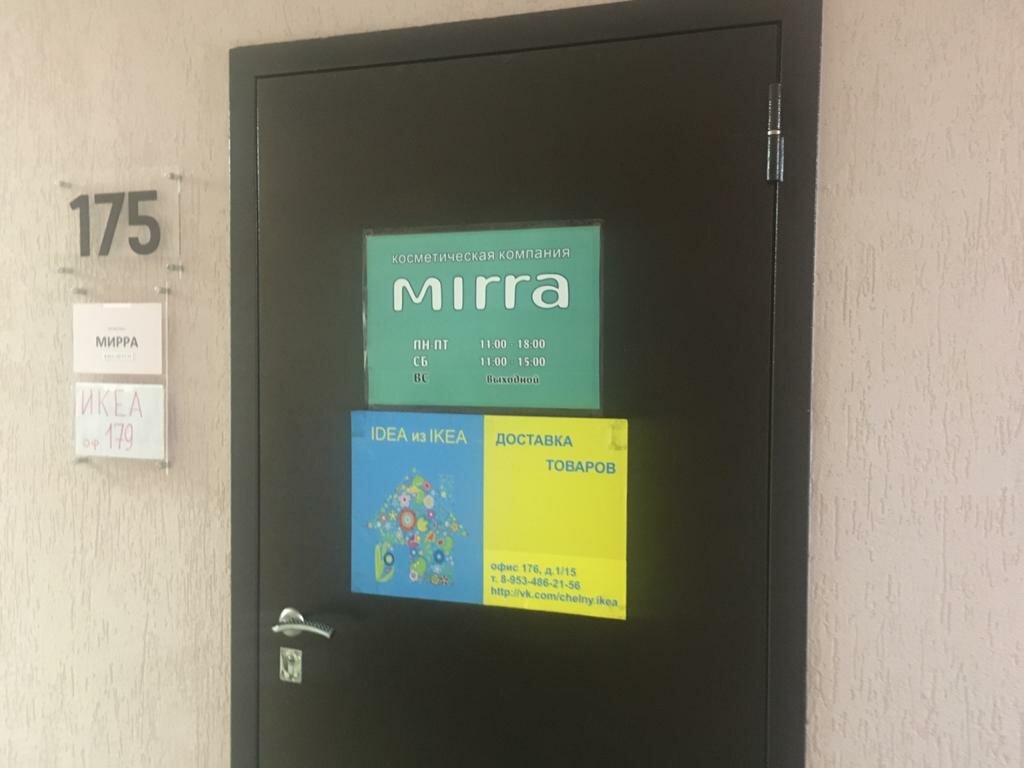 175
МИРРА
ИКЕА
оф 179
косметическая компания
mırra
ПН-ПТ 11:00 - 18:00
СБ 11:00 - 15:00
ВС Выходной
IDEA из IKEA
ДОСТАВКА
ТОВАРОВ
офис 176, д.1/15
т. 8-953-486-21-56
http://vk.com/chelny.ikea